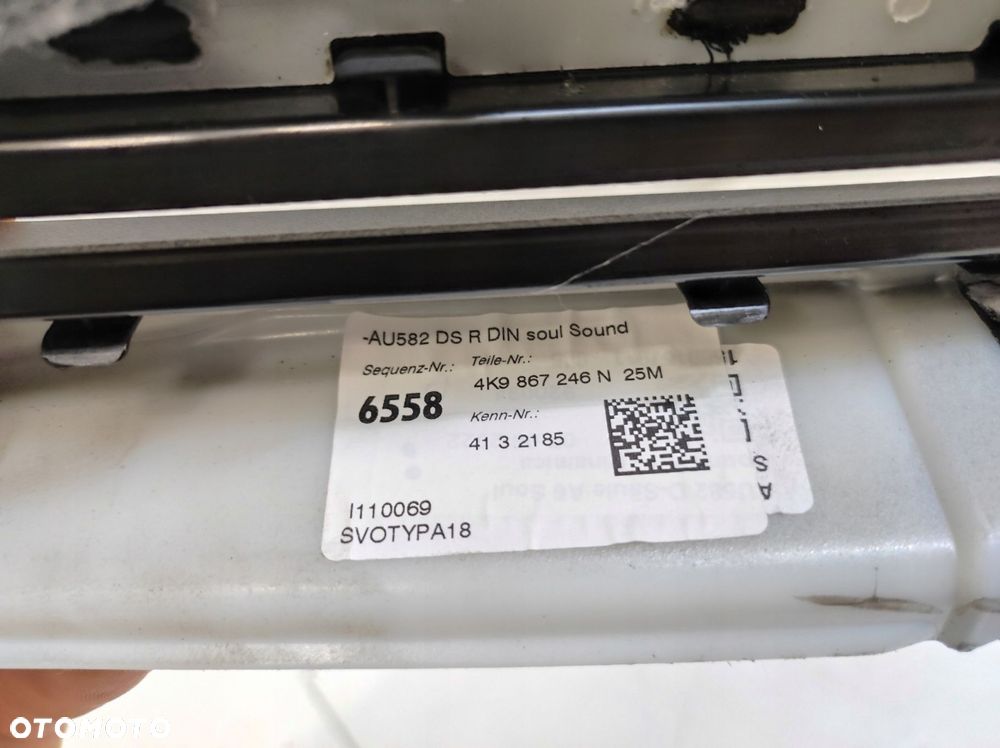 -AU582 DS R DIN soul Sound
Sequenz-Nr.: Teile-Nr.:
4K9 867 246 N 25M
6558 Kenn-Nr.:
41 3 2185
I110069
SVOTYPA18
A S
OTOMOTO